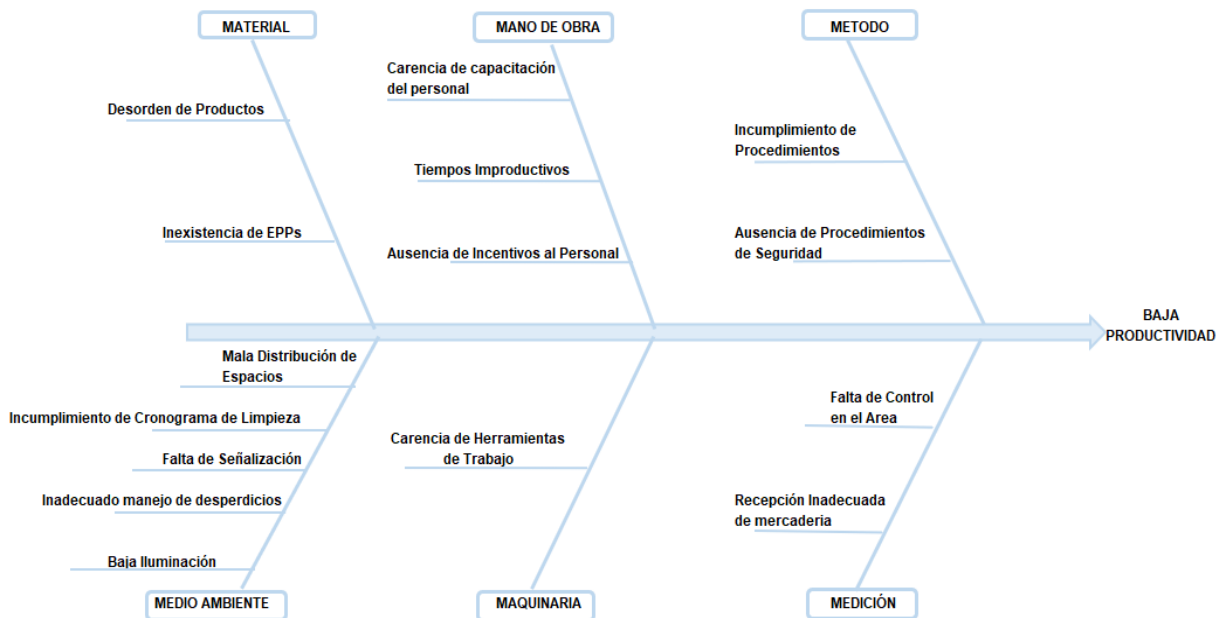 MATERIAL
MANO DE OBRA
METODO
Carencia de capacitación
del personal
Desorden de Productos
Incumplimiento de
Procedimientos
Tiempos Improductivos
Inexistencia de EPPs
Ausencia de Incentivos al Personal
Ausencia de Procedimientos
de Seguridad
BAJA
PRODUCTIVIDAD
Mala Distribución de
Espacios
Incumplimiento de Cronograma de Limpieza
Falta de Señalización
Inadecuado manejo de desperdicios
Baja Iluminación
Carencia de Herramientas
de Trabajo
Falta de Control
en el Area
Recepción Inadecuada
de mercaderia
MEDIO AMBIENTE
MAQUINARIA
MEDICIÓN